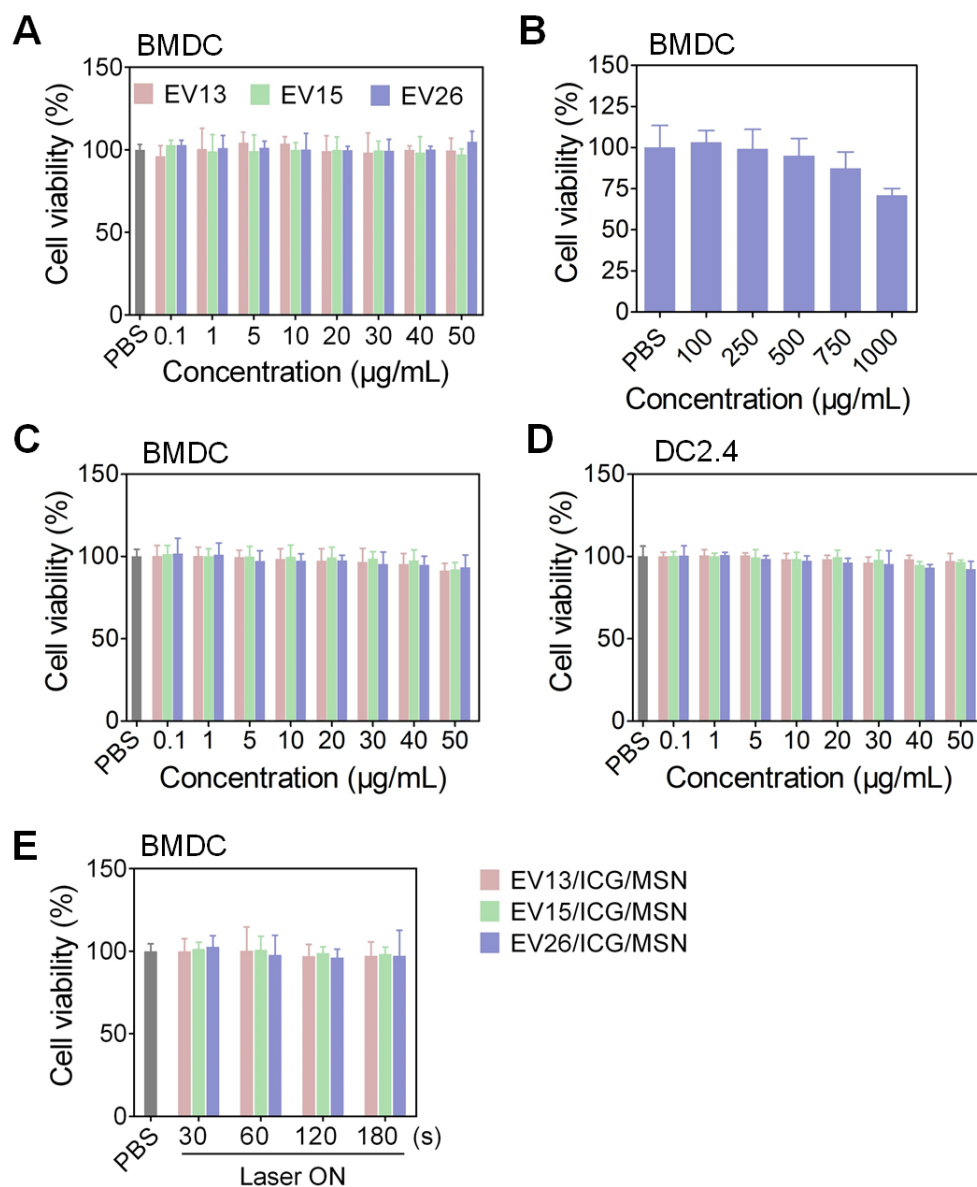 A
BMDC
Cell viability (%)
150
100
50
0
EV13 EV15 EV26
PBS 0.1 1 5 10 20 30 40 50
Concentration (µg/mL)
B
BMDC
Cell viability (%)
150
125
100
75
50
25
0
PBS 100 250 500 750 1000
Concentration (µg/mL)
C
BMDC
Cell viability (%)
150
100
50
0
PBS 0.1 1 5 10 20 30 40 50
Concentration (µg/mL)
D
DC2.4
Cell viability (%)
150
100
50
0
PBS 0.1 1 5 10 20 30 40 50
Concentration (µg/mL)
E
BMDC
Cell viability (%)
150
100
50
0
PBS 30 60 120 180 (s)
Laser ON
EV13/ICG/MSN
EV15/ICG/MSN
EV26/ICG/MSN